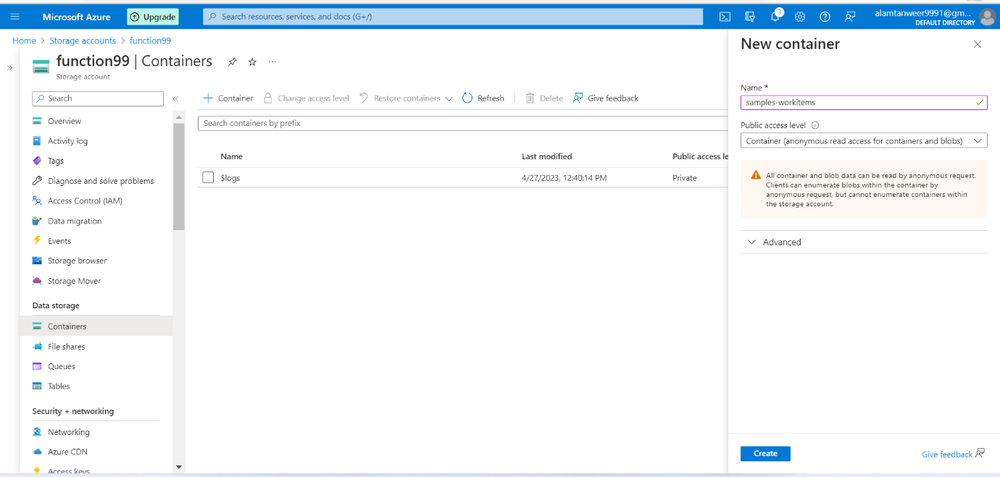 Microsoft Azure
Upgrade
Search resources, services, and docs (G+/)
3
alamtanweer9991@gm...
DEFAULT DIRECTORY
Home > Storage accounts > function99
function99 | Containers
Storage account
Search
Overview
Activity log
Tags
Diagnose and solve problems
Access Control (IAM)
Data migration
Events
Storage browser
Storage Mover
Data storage
Containers
File shares
Queues
Tables
Security + networking
Networking
Azure CDN
Access keys
Container Change access level Restore containers Refresh Delete Give feedback
Search containers by prefix
Name Last modified Public access le
$logs 4/27/2023, 12:40:14 PM Private
New container
Name *
samples-workitems
Public access level
Container (anonymous read access for containers and blobs)
All container and blob data can be read by anonymous request.
Clients can enumerate blobs within the container by
anonymous request, but cannot enumerate containers within
the storage account.
Advanced
Create
Give feedback